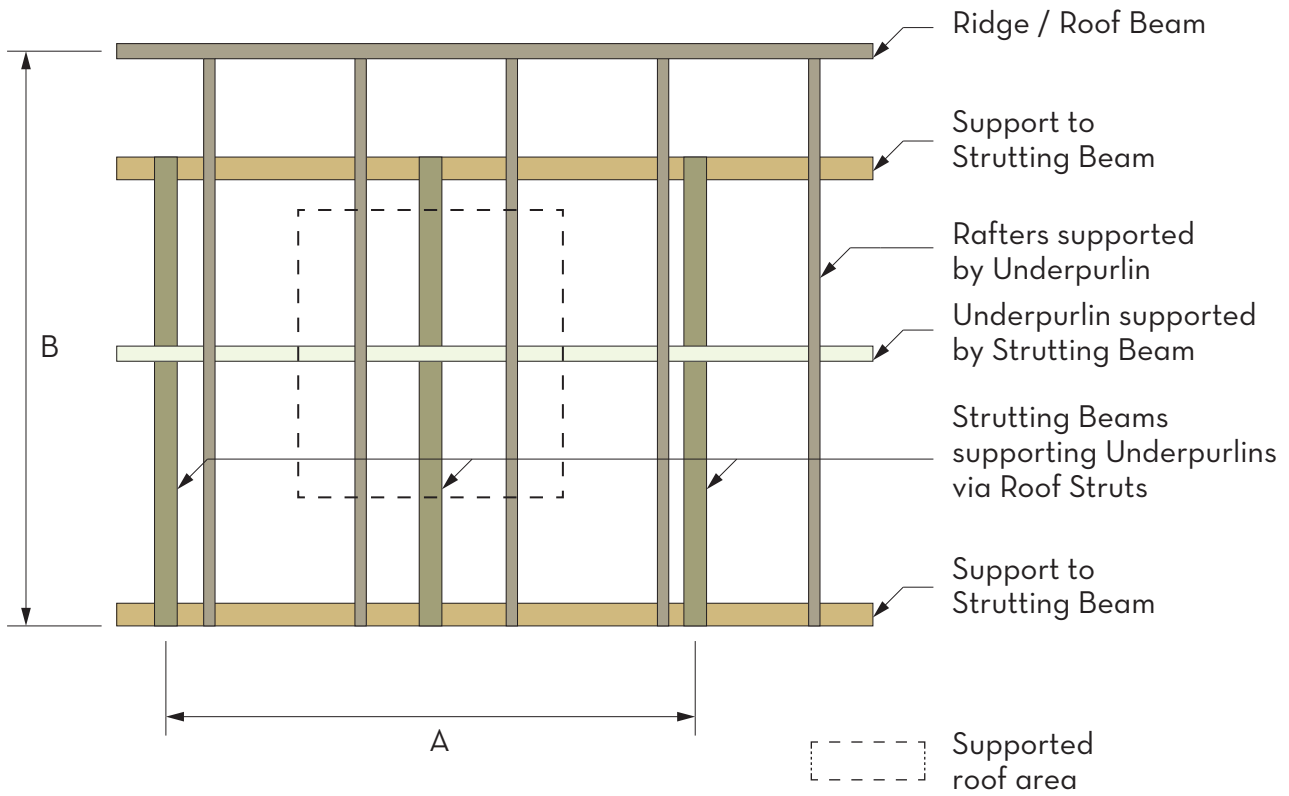 Ridge / Roof Beam
Support to
Strutting Beam
Rafters supported
by Underpurlin
B
Underpurlin supported
by Strutting Beam
Strutting Beams
supporting Underpurlins
via Roof Struts
Support to
Strutting Beam
A
Supported
roof area